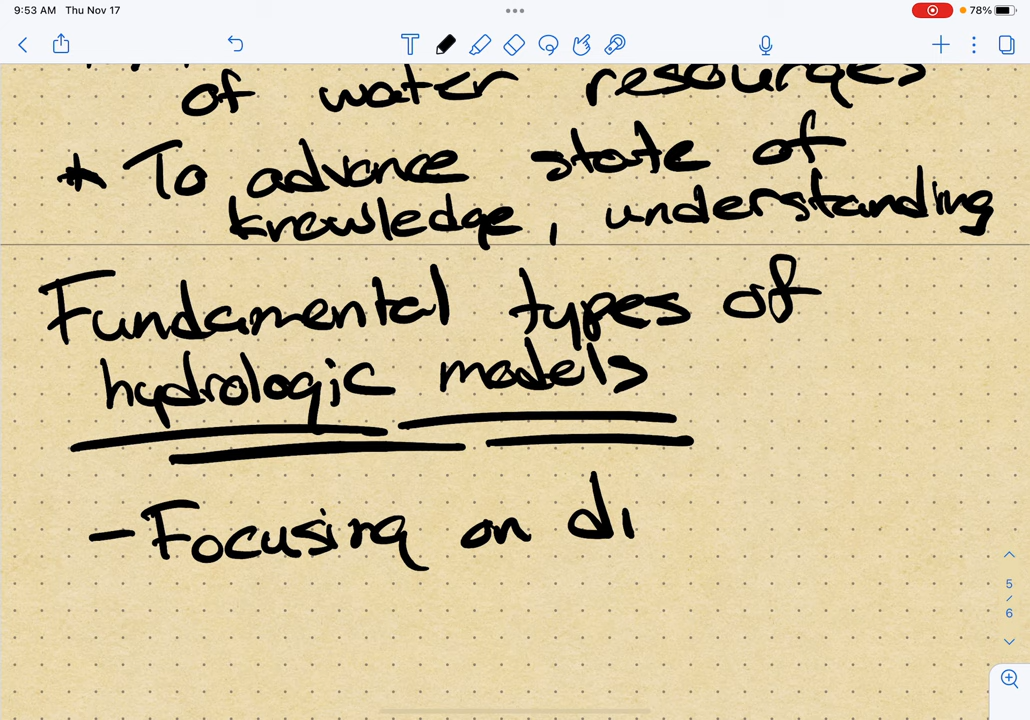 9:53 AM Thu Nov 17
78%
of water resources
* To advance state of
knowledge, understanding
Fundamental types of
hydrologic models
- Focusing on di
5
/
6